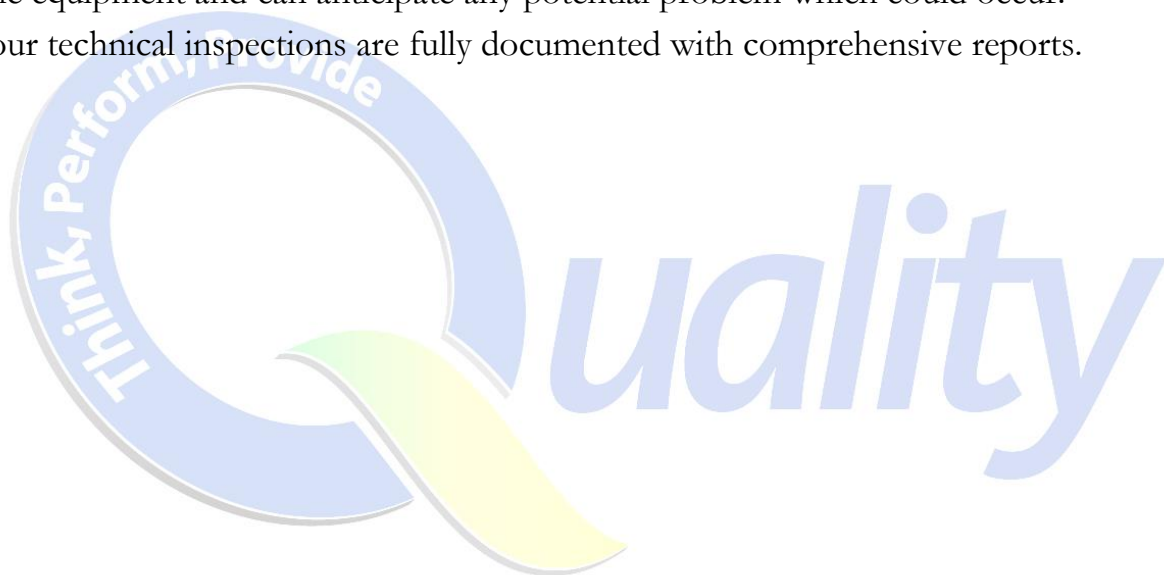 equipment and can anticipate any potential problem which could occur.
our technical inspections are fully documented with comprehensive reports.
Think, Perform, Provide
Quality